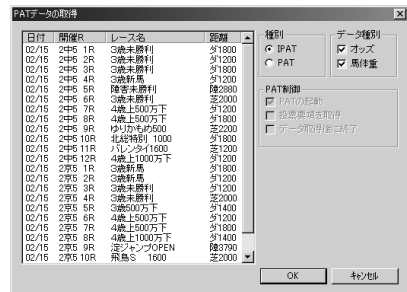 PATデータの取得
日付 開催R レース名 距離
02/15 2中5 1R 3歳未勝利 ダ1800
02/15 2中5 2R 3歳新馬 ダ1200
02/15 2中5 3R 3歳未勝利 ダ1200
02/15 2中5 4R 3歳新馬 ダ1800
02/15 2中5 5R 障害未勝利 障2880
02/15 2中5 6R 3歳未勝利 芝2000
02/15 2中5 7R 4歳上500万下 ダ1200
02/15 2中5 8R 4歳上500万下 ダ1800
02/15 2中5 9R ゆりかもめ500 芝2200
02/15 2中5 10R 北総特別 1000 ダ1800
02/15 2中5 11R バレンタイ1600 芝1200
02/15 2中5 12R 4歳上1000万下 ダ1200
02/15 2京5 1R 3歳新馬 ダ1800
02/15 2京5 2R 3歳新馬 ダ1200
02/15 2京5 3R 3歳未勝利 ダ1200
02/15 2京5 4R 3歳未勝利 芝2000
02/15 2京5 5R 3歳500万下 ダ1400
02/15 2京5 6R 4歳上500万下 ダ1200
02/15 2京5 7R 4歳上500万下 ダ1800
02/15 2京5 8R 4歳上1000万下 ダ1400
02/15 2京5 9R 淀ジャンプOPEN 障3790
02/15 2京5 10R 飛鳥S 1600 芝2000
種別
IPAT
PAT
データ種別
オッズ
馬体重
PAT制御
PATの起動
投票要項を取得
データ取得後に終了
OK
キャンセル